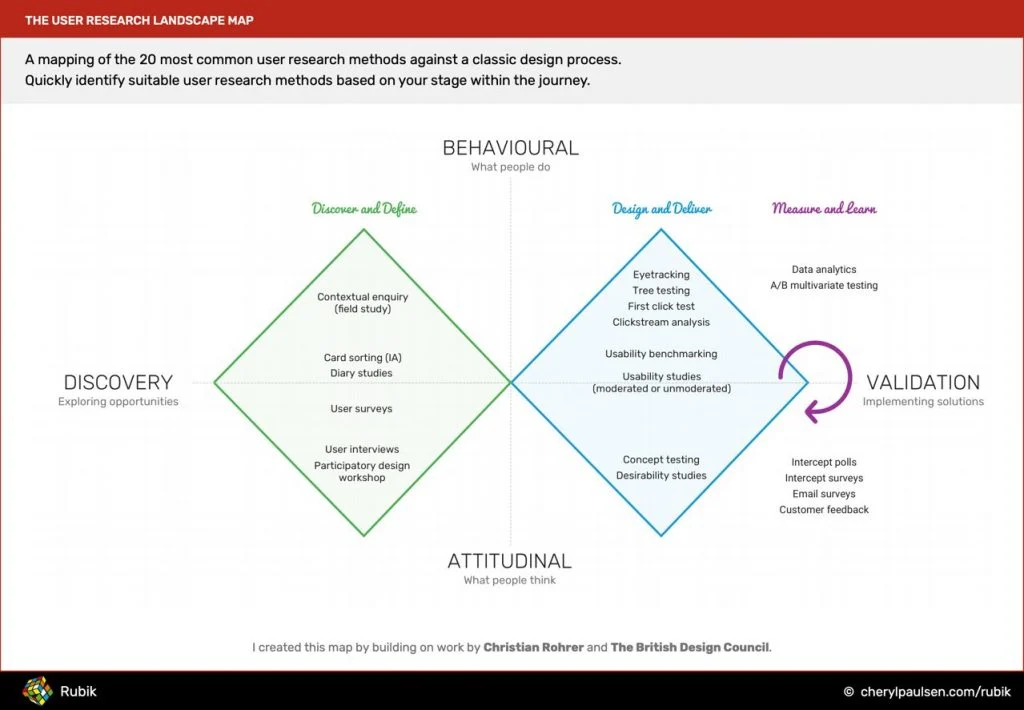 THE USER RESEARCH LANDSCAPE MAP
A mapping of the 20 most common user research methods against a classic design process.
Quickly identify suitable user research methods based on your stage within the journey.
BEHAVIOURAL
What people do
Discover and Define
Design and Deliver
Measure and Learn
Contextual enquiry
(field study)
Card sorting (IA)
Diary studies
User surveys
User interviews
Participatory design
workshop
Eyetracking
Tree testing
First click test
Clickstream analysis
Usability benchmarking
Usability studies
(moderated or unmoderated)
Concept testing
Desirability studies
Data analytics
A/B multivariate testing
Intercept polls
Intercept surveys
Email surveys
Customer feedback
DISCOVERY
Exploring opportunities
VALIDATION
Implementing solutions
ATTITUDINAL
What people think
I created this map by building on work by Christian Rohrer and The British Design Council.
Rubik
© cherylpaulsen.com/rubik